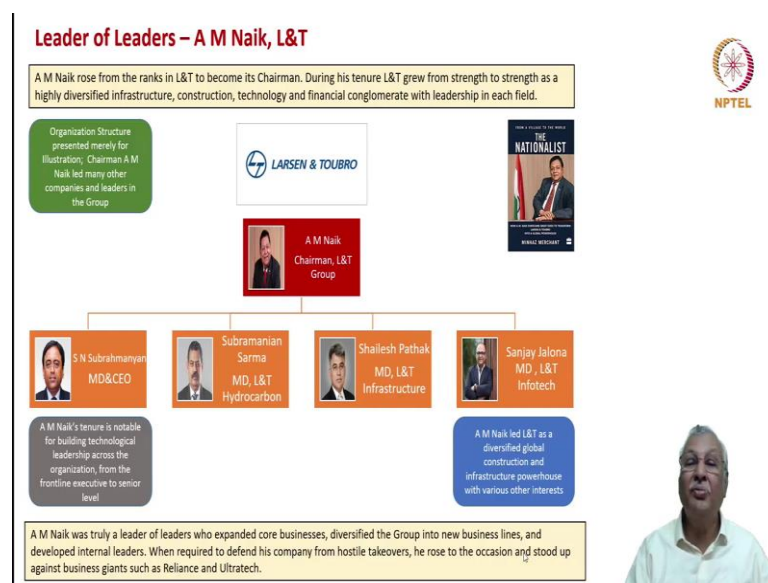 Leader of Leaders – A M Naik, L&T
NPTEL
A M Naik rose from the ranks in L&T to become its Chairman. During his tenure L&T grew from strength to strength as a
highly diversified infrastructure, construction, technology and financial conglomerate with leadership in each field.
Organization Structure
presented merely for
Illustration; Chairman A M
Naik led many other
companies and leaders in
the Group
LARSEN & TOUBRO
FROM A VILLAGE TO THE WORLD
THE
NATIONALIST
MINHAZ MERCHANT
A M Naik
Chairman, L&T
Group
S N Subrahmanyan
MD&CEO
Subramanian
Sarma
MD, L&T
Hydrocarbon
Shailesh Pathak
MD, L&T
Infrastructure
Sanjay Jalona
MD , L&T
Infotech
A M Naik's tenure is notable
for building technological
leadership across the
organization, from the
frontline executive to senior
level
A M Naik led L&T as a
diversified global
construction and
infrastructure powerhouse
with various other interests
A M Naik was truly a leader of leaders who expanded core businesses, diversified the Group into new business lines, and
developed internal leaders. When required to defend his company from hostile takeovers, he rose to the occasion and stood up
against business giants such as Reliance and Ultratech.